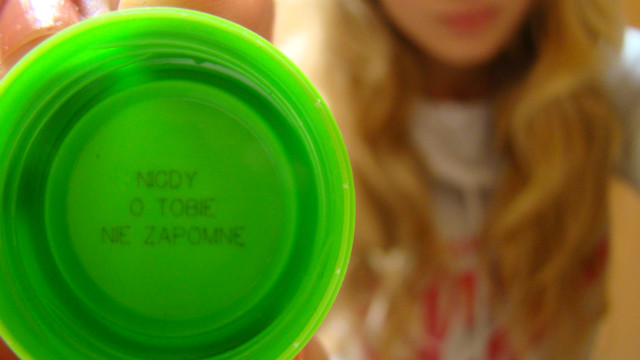 NIGDY
O TOBIE
NIE ZAPOMNĘ